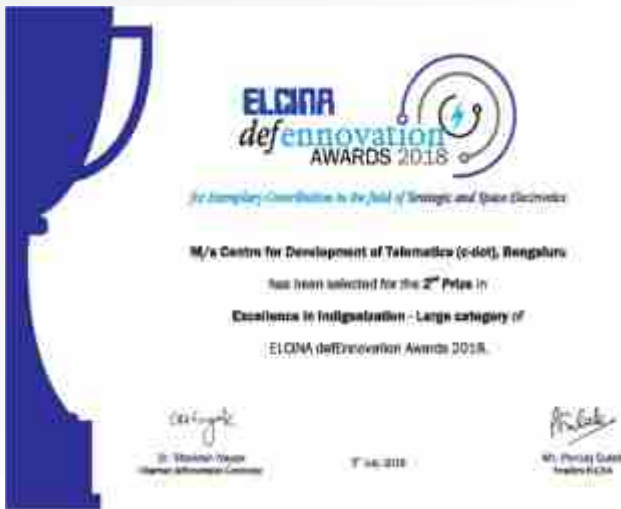 ELCINA
defennovation
AWARDS 2018
for Exemplary Contribution to the field of Strategic and Space Electronics
M/s Centre for Development of Telematics (c-dot), Bengaluru
has been selected for the 2nd Prize in
Excellence in Indigenization - Large category of
ELCINA defEnnovation Awards 2018.